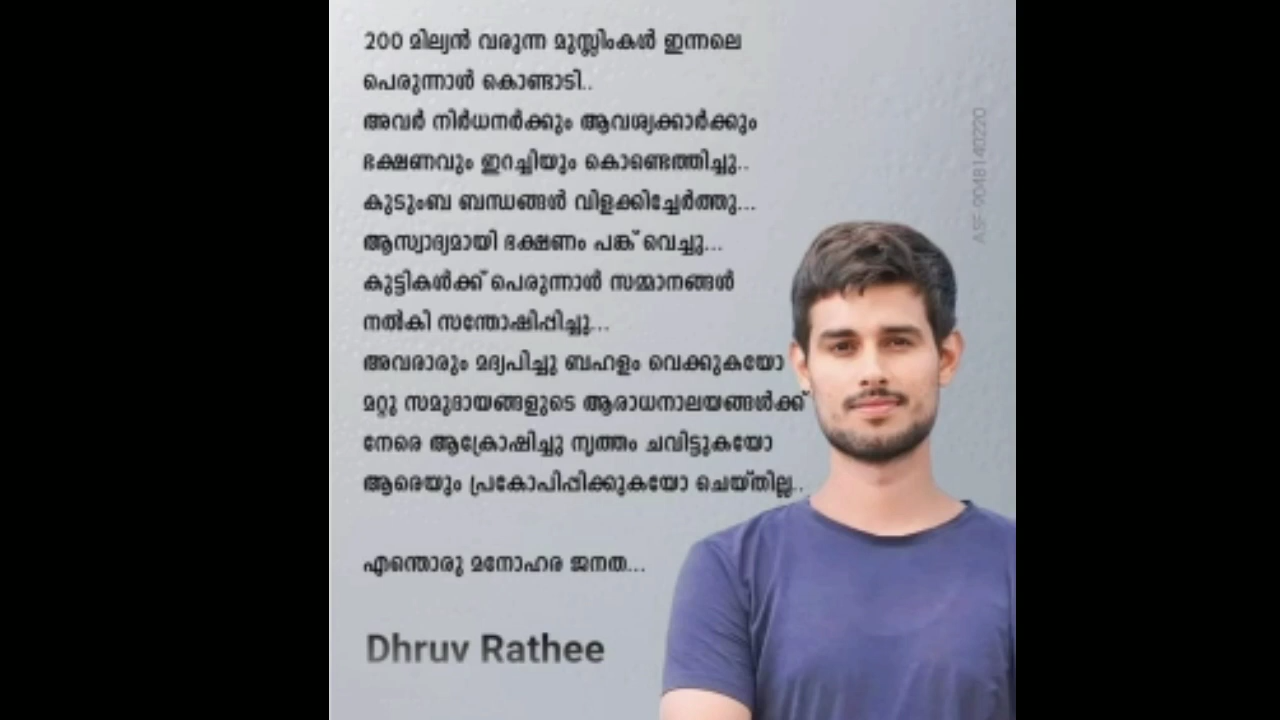 200 മില്യൻ വരുന്ന മുസ്ലിംകൾ ഇന്നലെ
പെരുന്നാൾ കൊണ്ടാടി..
അവർ നിർധനർക്കും ആവശ്യക്കാർക്കും
ഭക്ഷണവും ഇറച്ചിയും കൊണ്ടെത്തിച്ചു..
കുടുംബ ബന്ധങ്ങൾ വിളക്കിച്ചേർത്തു...
ആസ്വാദ്യമായി ഭക്ഷണം പങ്ക് വെച്ചു...
കുട്ടികൾക്ക് പെരുന്നാൾ സമ്മാനങ്ങൾ
നൽകി സന്തോഷിപ്പിച്ചു...
അവരാരും മദ്യപിച്ചു ബഹളം വെക്കുകയോ
മറ്റു സമുദായങ്ങളുടെ ആരാധനാലയങ്ങൾക്ക്
നേരെ ആക്രോഷിച്ചു നൃത്തം ചവിട്ടുകയോ
ആരെയും പ്രകോപിപ്പിക്കുകയോ ചെയ്തില്ല..
എന്തൊരു മനോഹര ജനത...
Dhruv Rathee
ASF-9048140220